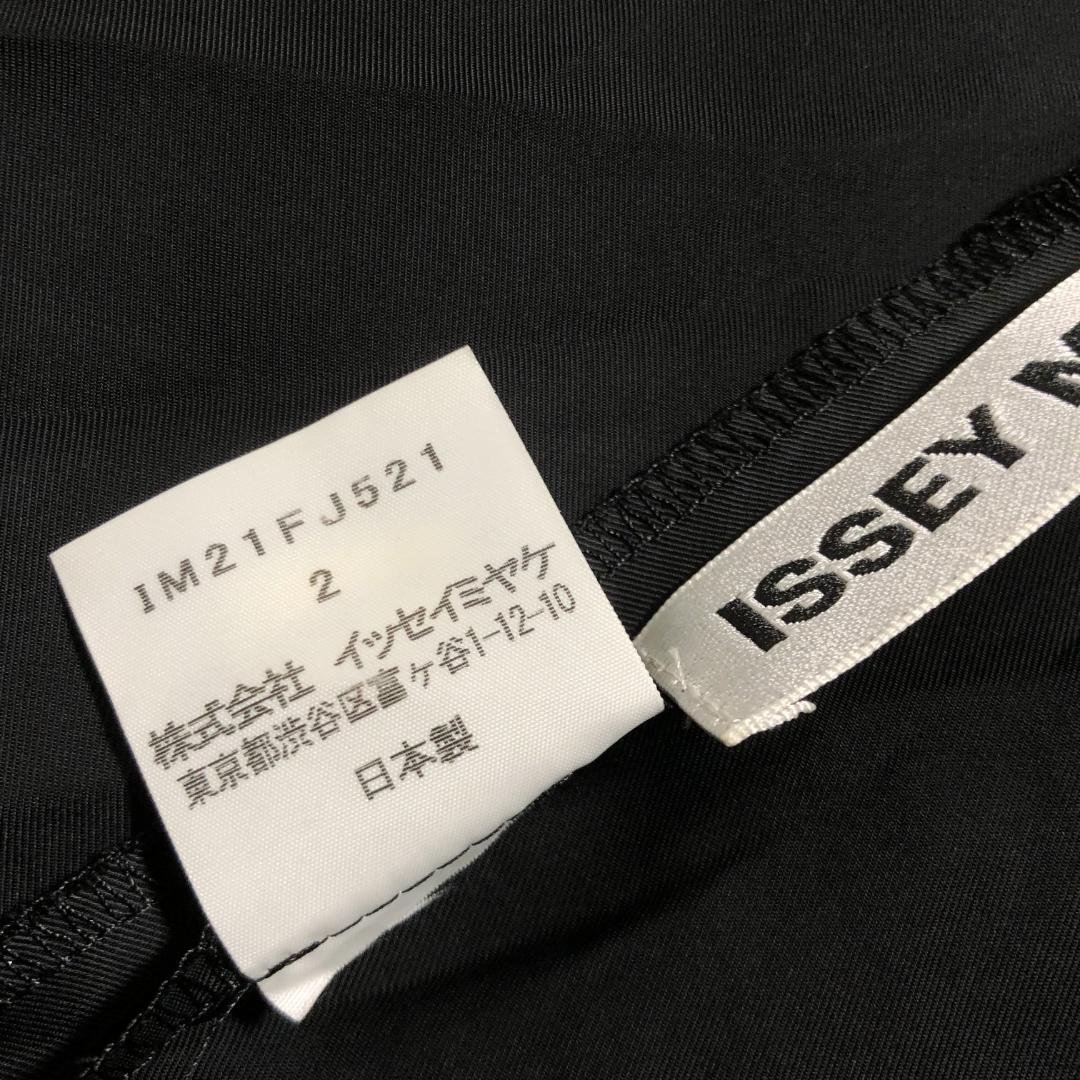 IM21FJ521
2
株式会社 イッセイミヤケ
東京都渋谷区富ヶ谷1-12-10
日本製
ISSEY